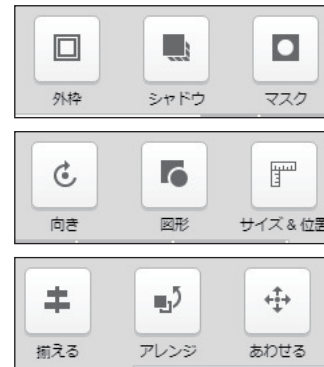 外枠 シャドウ マスク
向き 図形 サイズ & 位置
揃える アレンジ あわせる